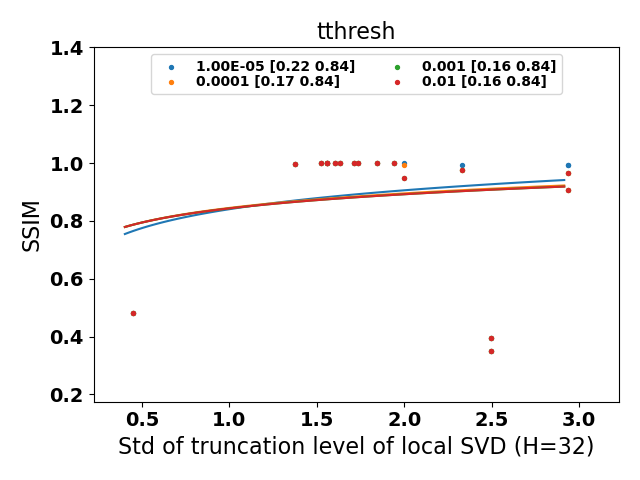 tthresh
1.00E-05 [0.22 0.84]
0.0001 [0.17 0.84]
0.001 [0.16 0.84]
0.01 [0.16 0.84]
1.4
1.2
1.0
0.8
0.6
0.4
0.2
SSIM
0.5 1.0 1.5 2.0 2.5 3.0
Std of truncation level of local SVD (H=32)